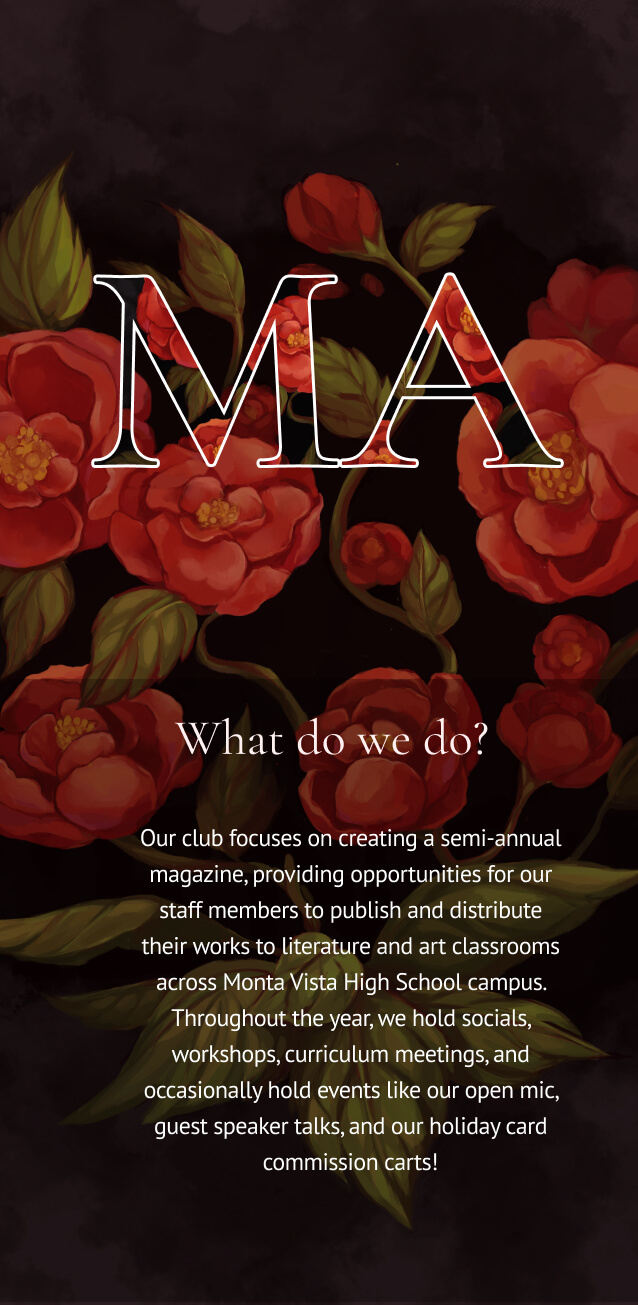 MA
What do we do?
Our club focuses on creating a semi-annual
magazine, providing opportunities for our
staff members to publish and distribute
their works to literature and art classrooms
across Monta Vista High School campus.
Throughout the year, we hold socials,
workshops, curriculum meetings, and
occasionally hold events like our open mic,
guest speaker talks, and our holiday card
commission carts!